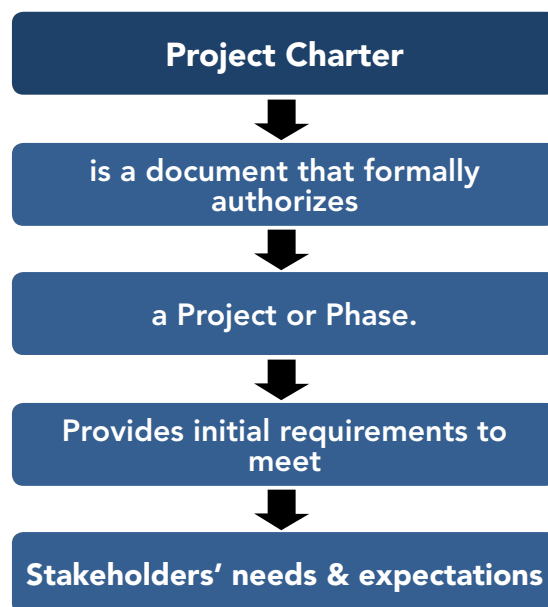 Project Charter
is a document that formally
authorizes
a Project or Phase.
Provides initial requirements to
meet
Stakeholders’ needs & expectations